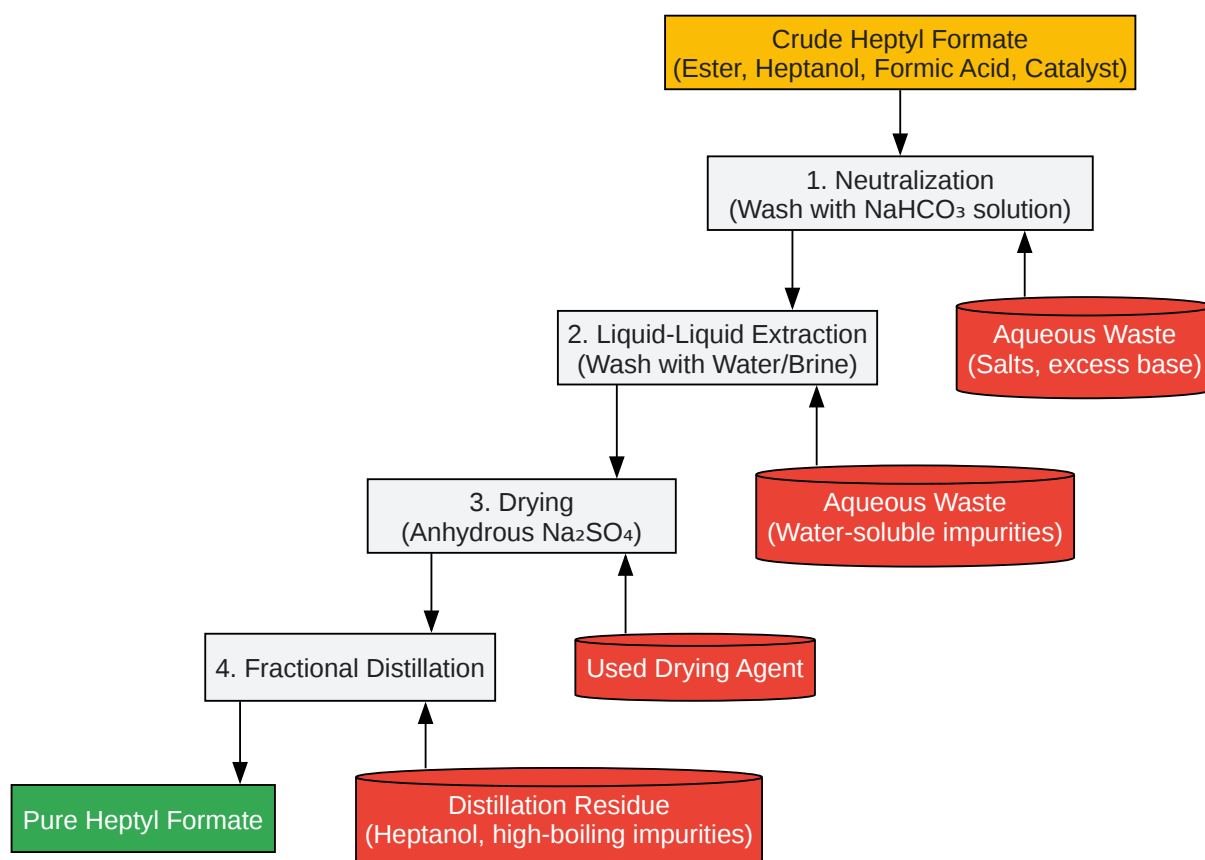 Crude Heptyl Formate
(Ester, Heptanol, Formic Acid, Catalyst)
1. Neutralization
(Wash with NaHCO₃ solution)
2. Liquid-Liquid Extraction
(Wash with Water/Brine)
Aqueous Waste
(Salts, excess base)
3. Drying
(Anhydrous Na₂SO₄)
Aqueous Waste
(Water-soluble impurities)
4. Fractional Distillation
Used Drying Agent
Pure Heptyl Formate
Distillation Residue
(Heptanol, high-boiling impurities)